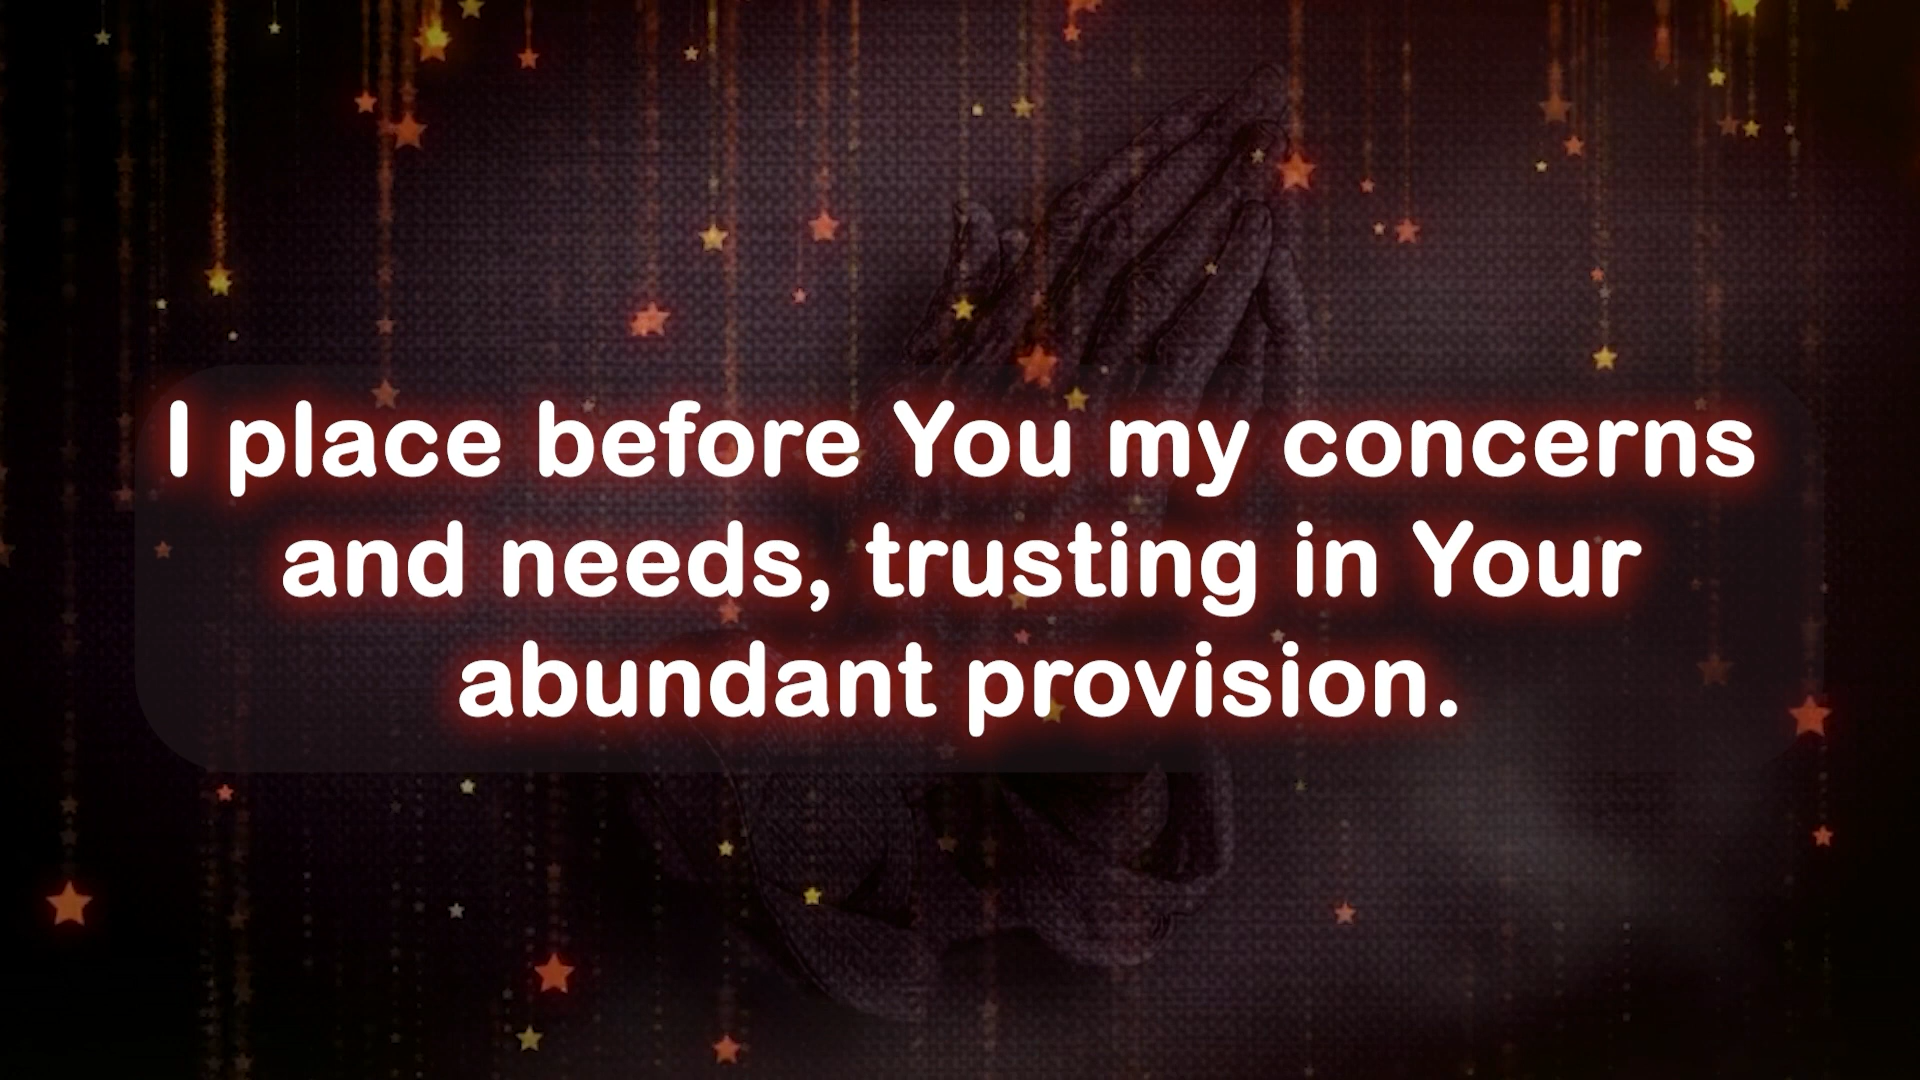 I place before You my concerns
and needs, trusting in Your
abundant provision.